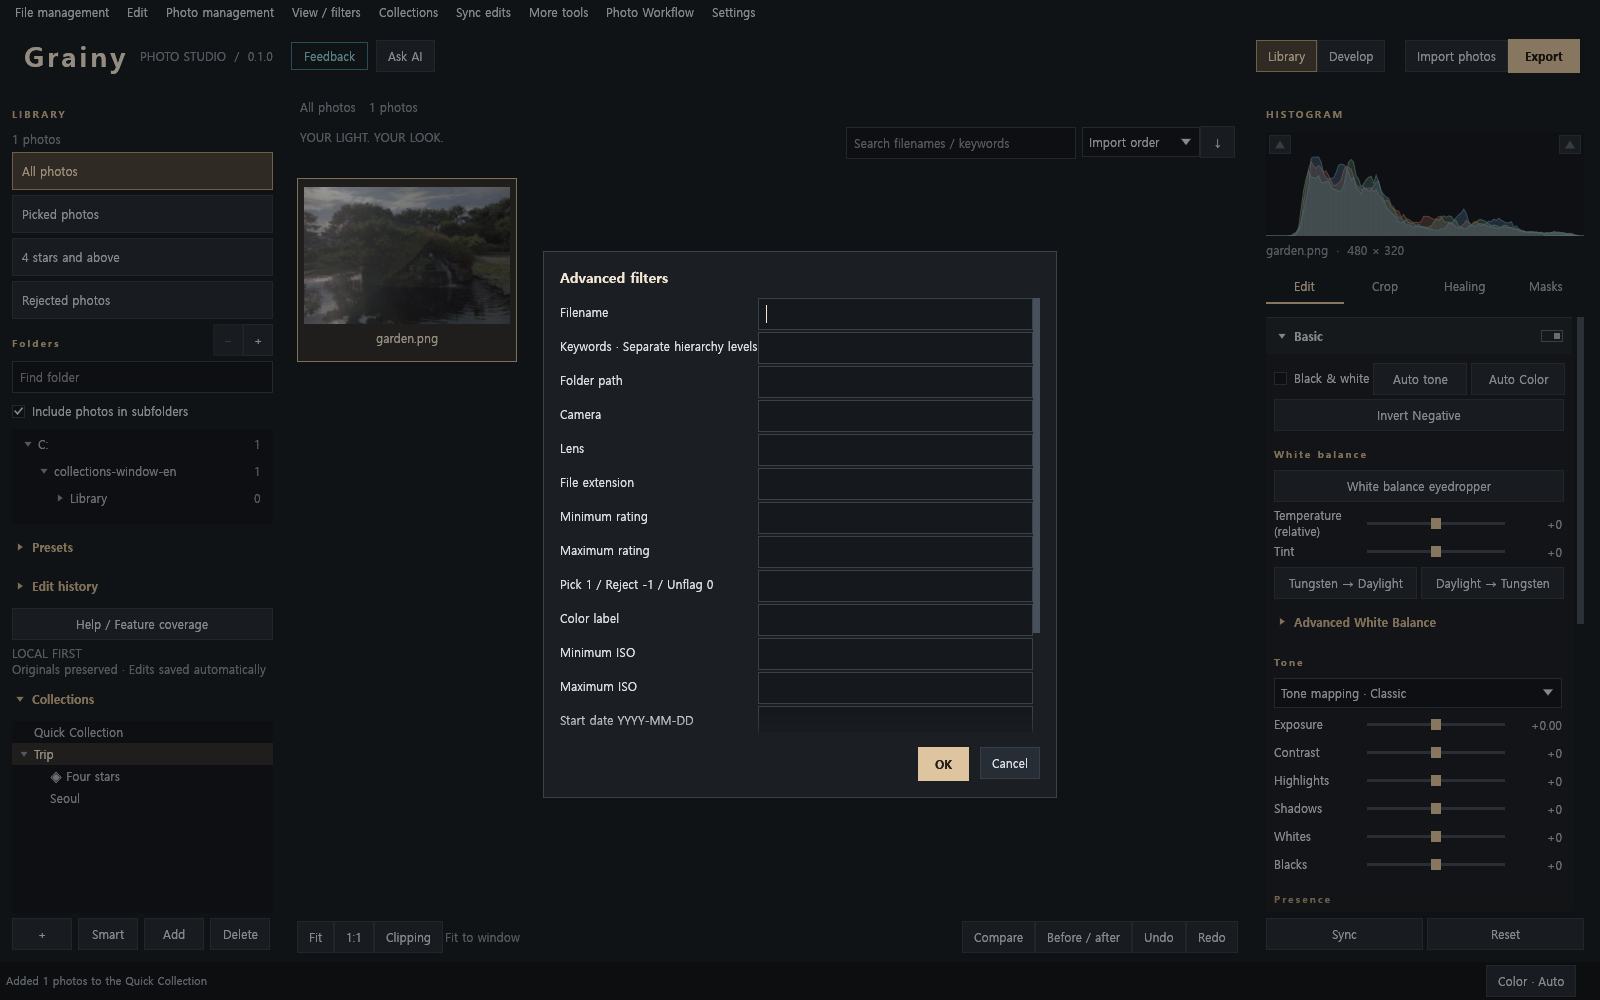 File management Edit Photo management View / filters Collections Sync edits More tools Photo Workflow Settings
Grainy PHOTO STUDIO / 0.1.0 Feedback Ask AI Library Develop Import photos Export
LIBRARY
1 photos
All photos
Picked photos
4 stars and above
Rejected photos
Folders − +
Find folder
Include photos in subfolders
C: 1
collections-window-en 1
Library 0
Presets
Edit history
Help / Feature coverage
LOCAL FIRST
Originals preserved · Edits saved automatically
Collections
Quick Collection
Trip
◈ Four stars
Seoul
+ Smart Add Delete
All photos 1 photos
YOUR LIGHT. YOUR LOOK.
Search filenames / keywords Import order ↓
garden.png
Advanced filters
Filename
Keywords · Separate hierarchy levels
Folder path
Camera
Lens
File extension
Minimum rating
Maximum rating
Pick 1 / Reject -1 / Unflag 0
Color label
Minimum ISO
Maximum ISO
Start date YYYY-MM-DD
OK Cancel
Fit 1:1 Clipping Fit to window Compare Before / after Undo Redo
HISTOGRAM
garden.png · 480 × 320
Edit Crop Healing Masks
Basic
Black & white Auto tone Auto Color
Invert Negative
White balance
White balance eyedropper
Temperature
(relative) +0
Tint +0
Tungsten → Daylight Daylight → Tungsten
Advanced White Balance
Tone
Tone mapping · Classic
Exposure +0.00
Contrast +0
Highlights +0
Shadows +0
Whites +0
Blacks +0
Presence
Sync Reset
Added 1 photos to the Quick Collection Color · Auto